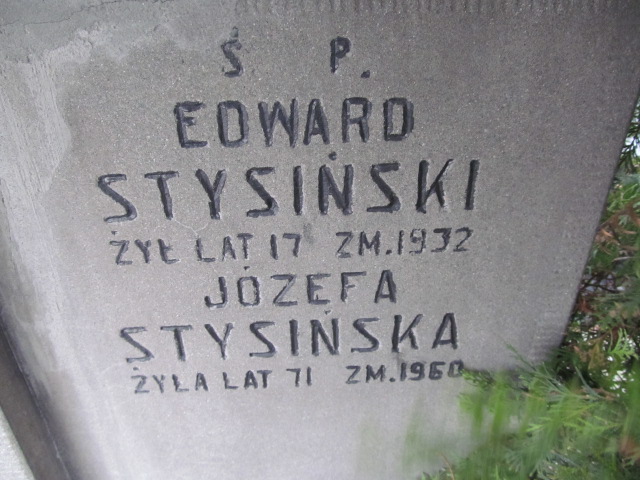 Ś P.
EDWARD
STYSIŃSKI
ŻYŁ LAT 17 ZM.1932
JÓZEFA
STYSIŃSKA
ŻYŁA LAT 71 ZM.1960